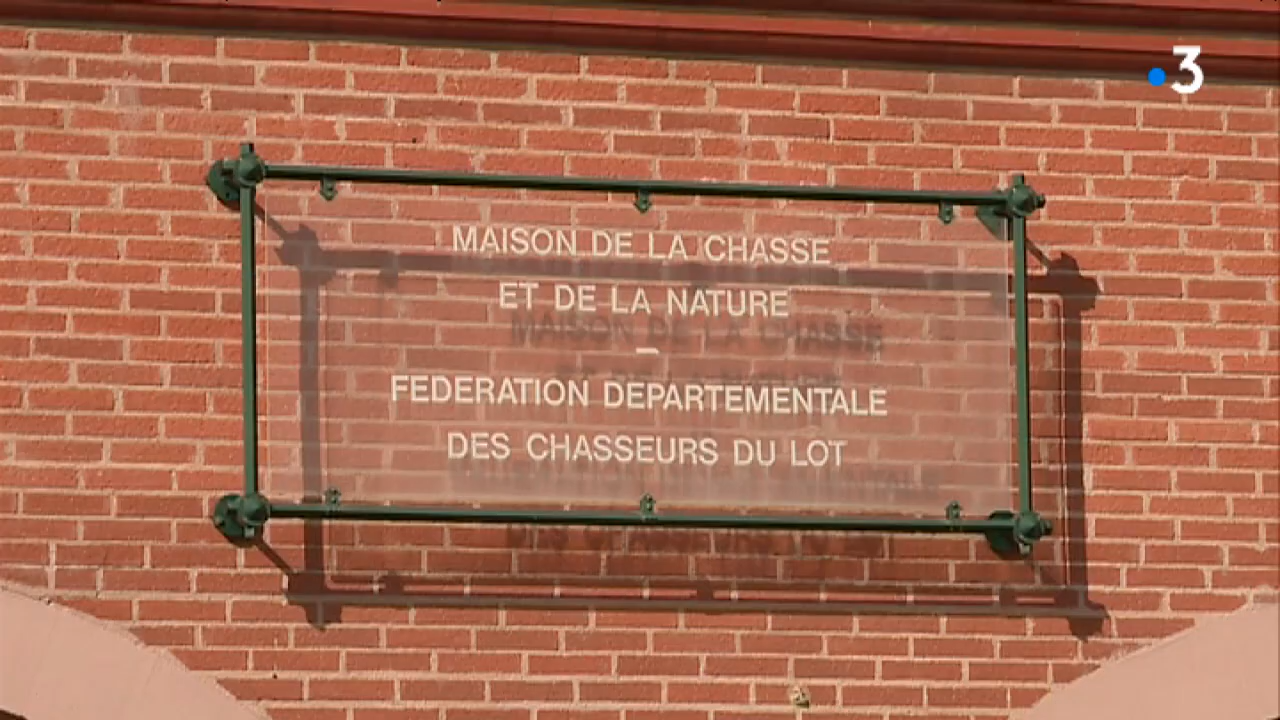 3
MAISON DE LA CHASSE
ET DE LA NATURE
–
FEDERATION DEPARTEMENTALE
DES CHASSEURS DU LOT